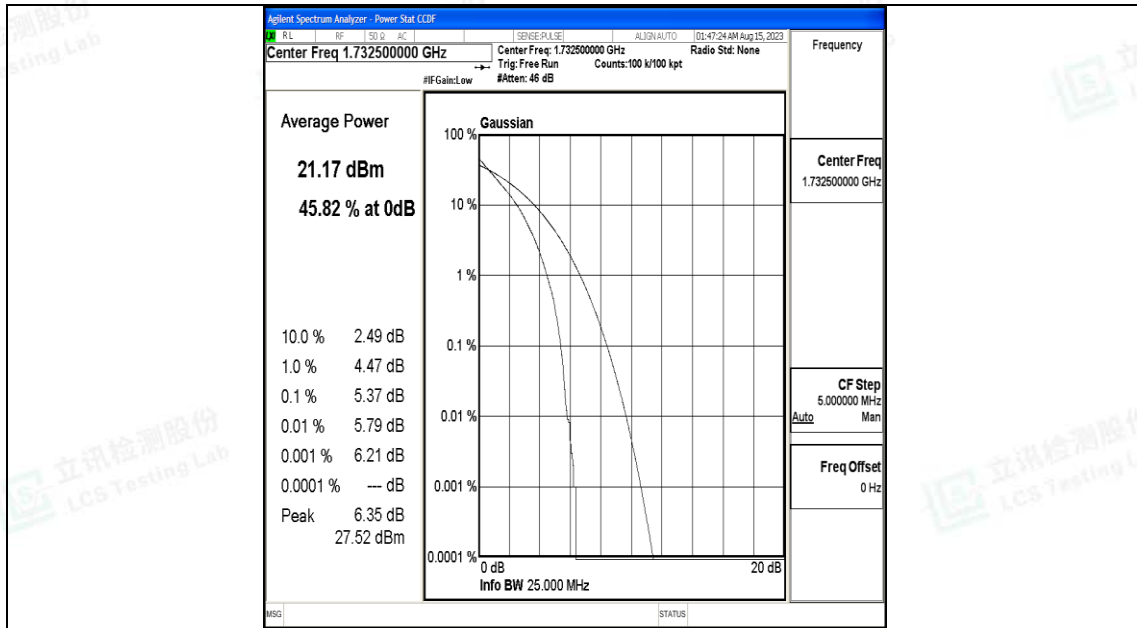 Agilent Spectrum Analyzer - Power Stat CCDF
RL RF 50 Ω AC SENSE:PULSE ALIGNAUTO 01:47:24 AM Aug 15, 2023
Center Freq 1.732500000 GHz
Center Freq: 1.732500000 GHz Radio Std: None
Trig: Free Run Counts:100 k/100 kpt
#IFGain:Low #Atten: 46 dB
Frequency
Average Power
21.17 dBm
45.82 % at 0dB
10.0 % 2.49 dB
1.0 % 4.47 dB
0.1 % 5.37 dB
0.01 % 5.79 dB
0.001 % 6.21 dB
0.0001 % --- dB
Peak 6.35 dB
27.52 dBm
Gaussian
100 %
10 %
1 %
0.1 %
0.01 %
0.001 %
0.0001 %
0 dB 20 dB
Info BW 25.000 MHz
Center Freq
1.732500000 GHz
CF Step
5.000000 MHz
Auto Man
Freq Offset
0 Hz
MSG STATUS
立讯检测股份
LCS Testing Lab
立讯检测股份
LCS Testing L